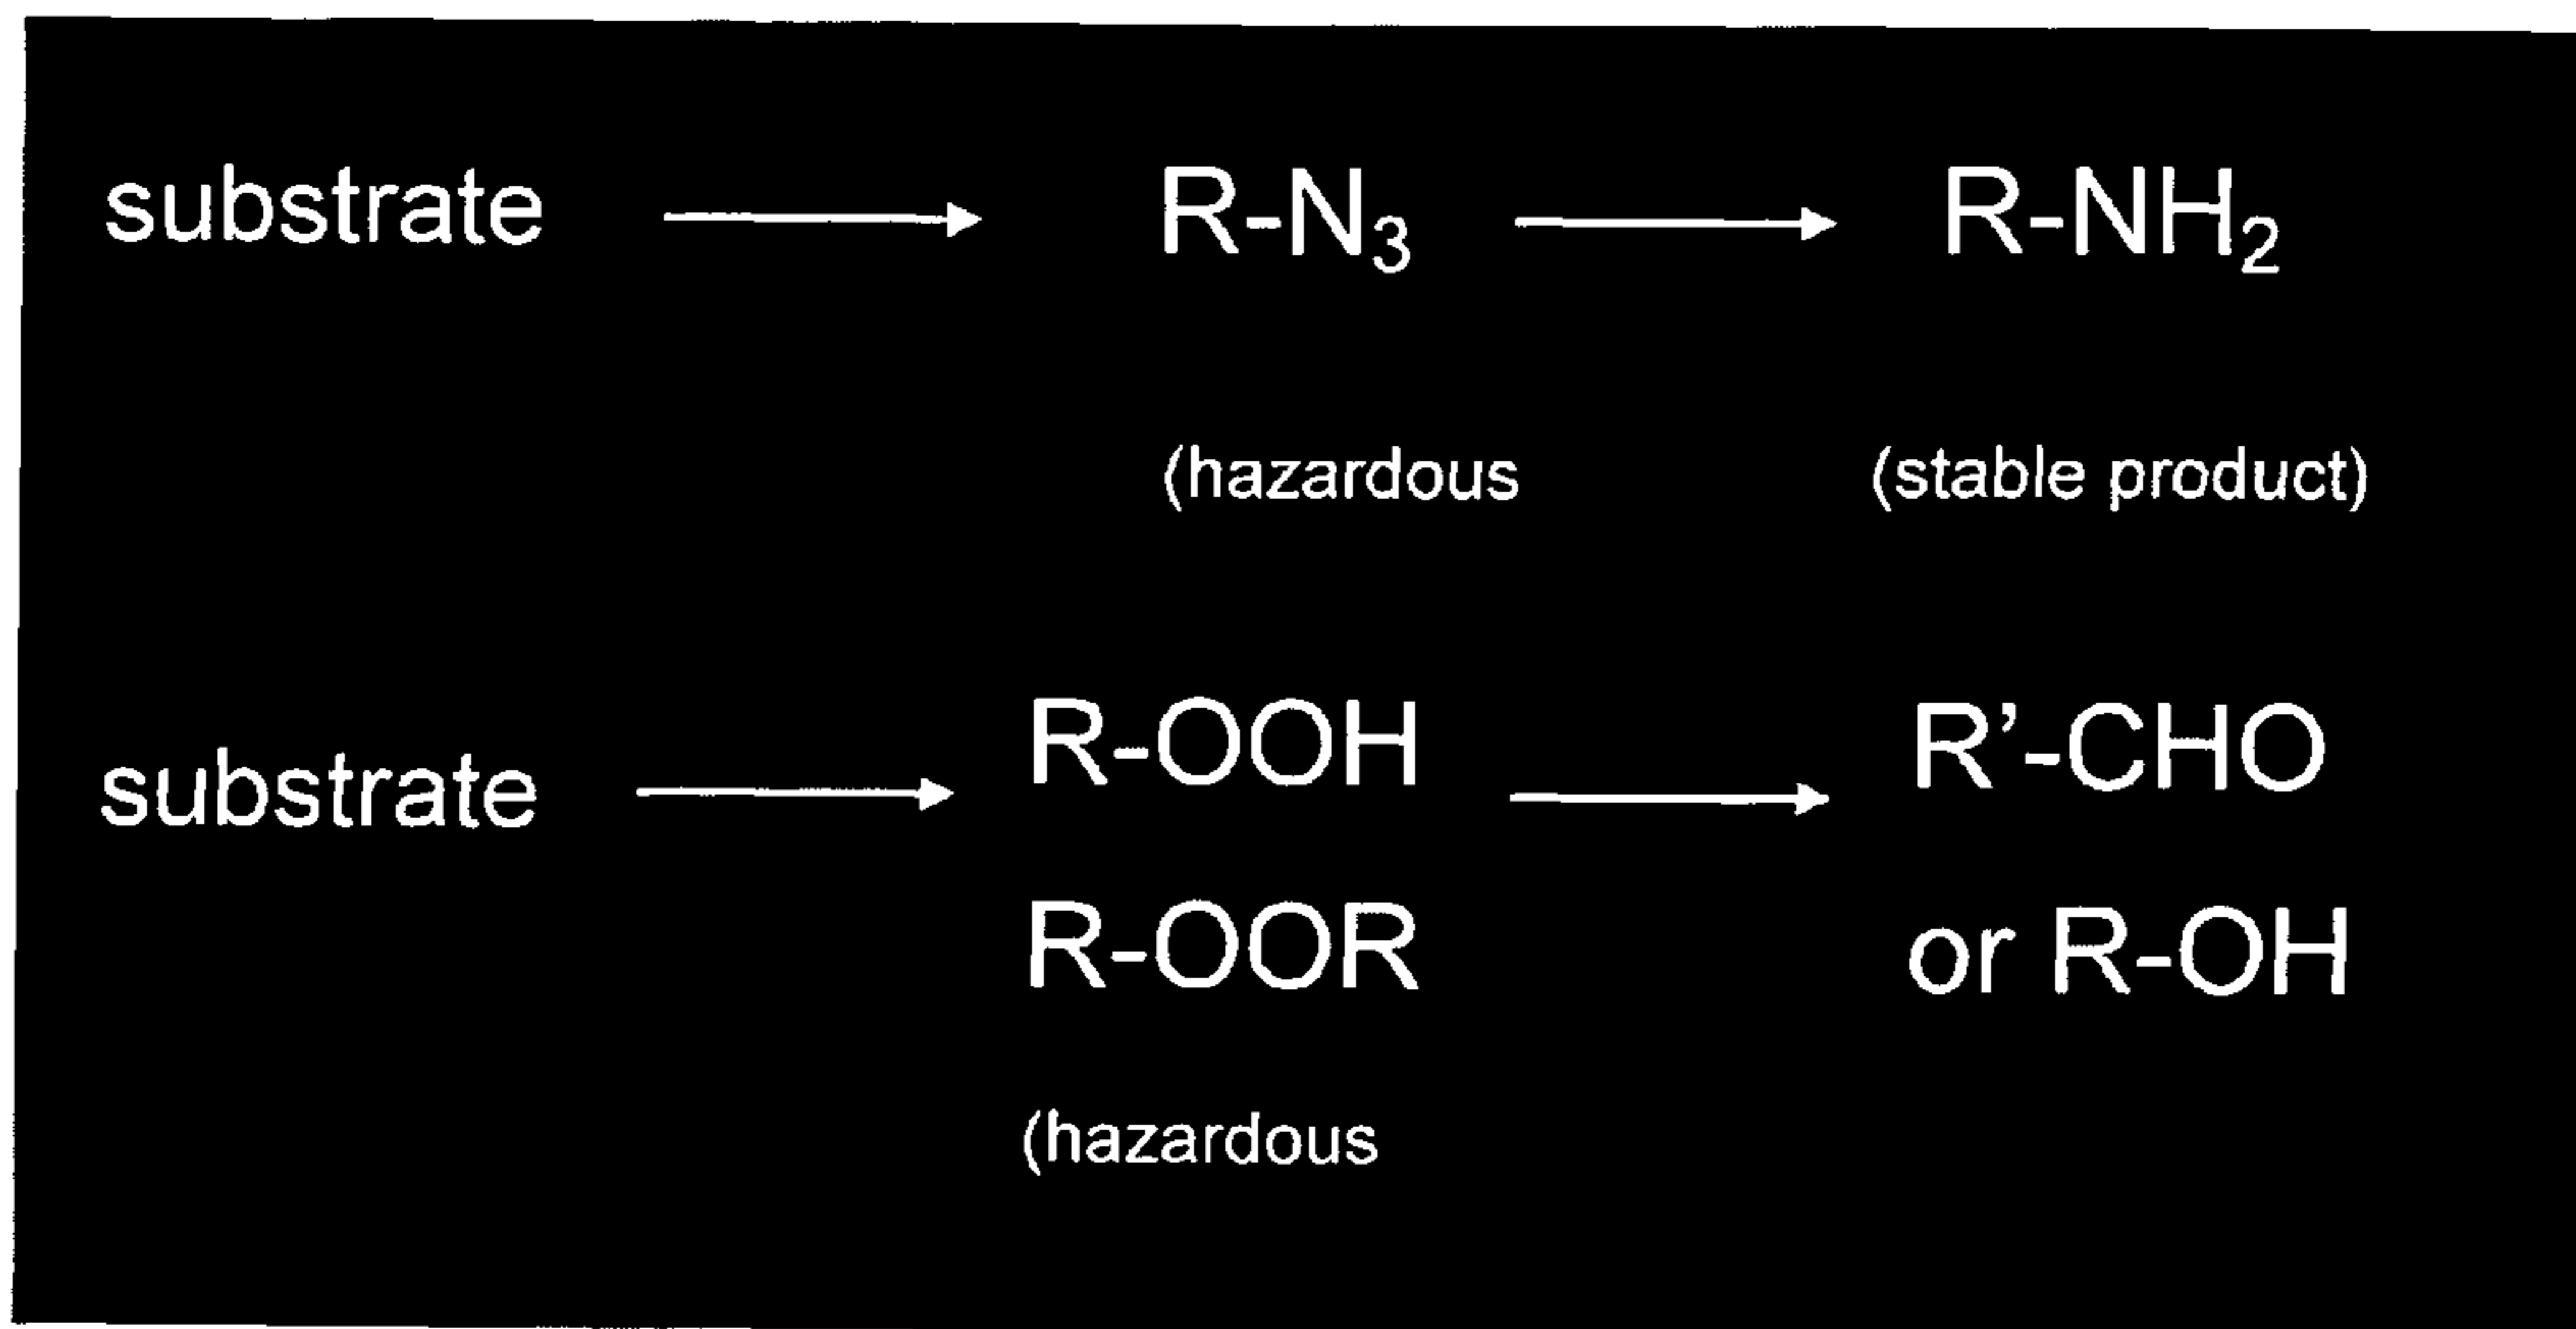 substrate → R-N₃ → R-NH₂
(hazardous (stable product)
substrate → R-OOH → R'-CHO
R-OOR or R-OH
(hazardous